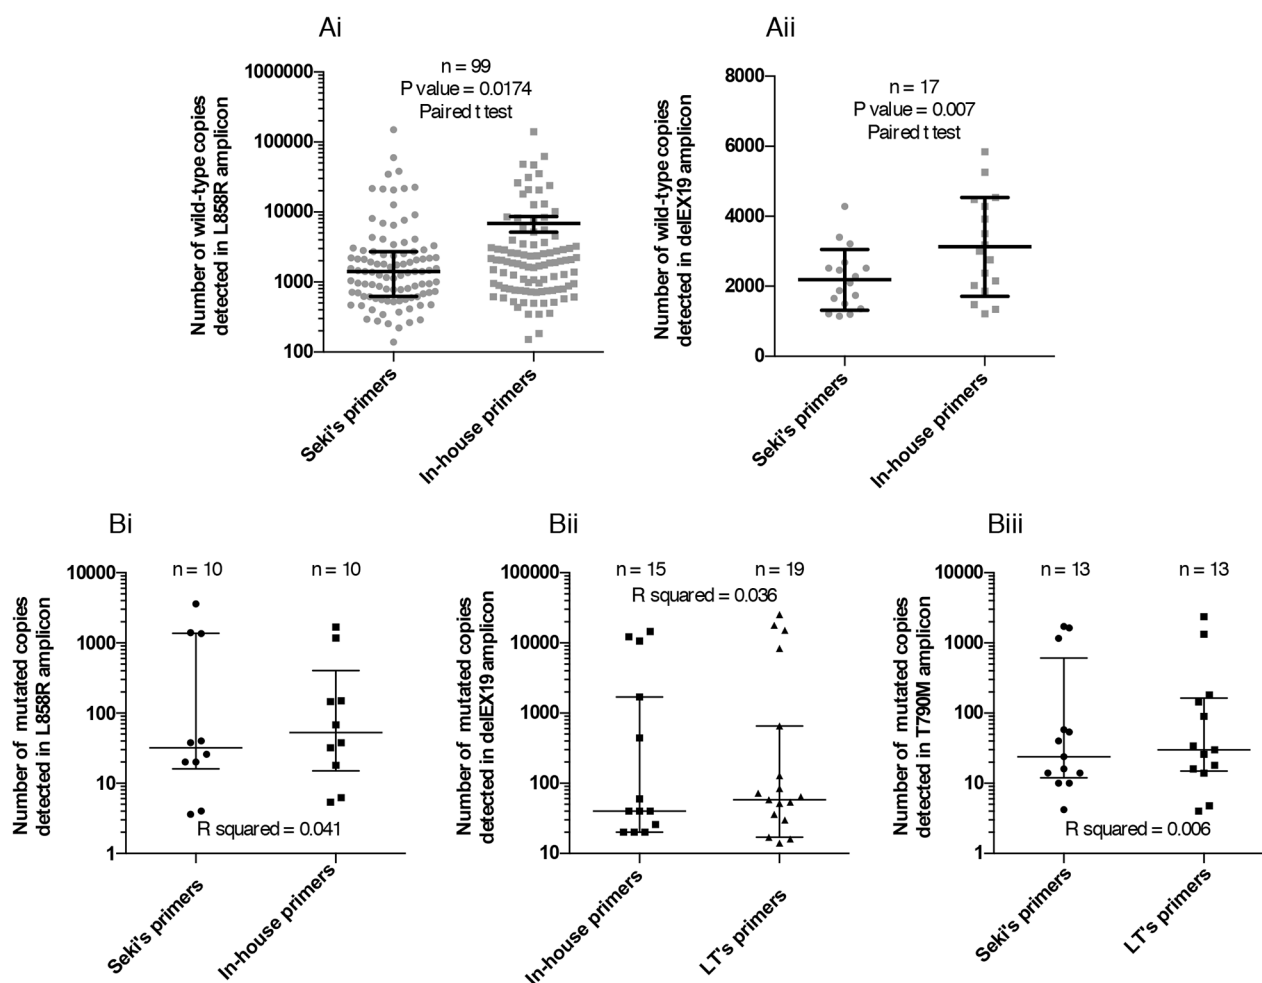 Ai
n = 99
P value = 0.0174
Paired t test
Number of wild-type copies
detected in L858R amplicon
1000000
100000
10000
1000
100
Seki's primers
In-house primers
Aii
n = 17
P value = 0.007
Paired t test
Number of wild-type copies
detected in delEX19 amplicon
8000
6000
4000
2000
0
Seki's primers
In-house primers
Bi
n = 10
n = 10
Number of mutated copies
detected in L858R amplicon
10000
1000
100
10
1
R squared = 0.041
Seki's primers
In-house primers
Bii
n = 15
n = 19
R squared = 0.036
Number of mutated copies
detected in delEX19 amplicon
100000
10000
1000
100
10
In-house primers
LT's primers
Biii
n = 13
n = 13
Number of mutated copies
detected in T790M amplicon
10000
1000
100
10
1
R squared = 0.006
Seki's primers
LT's primers